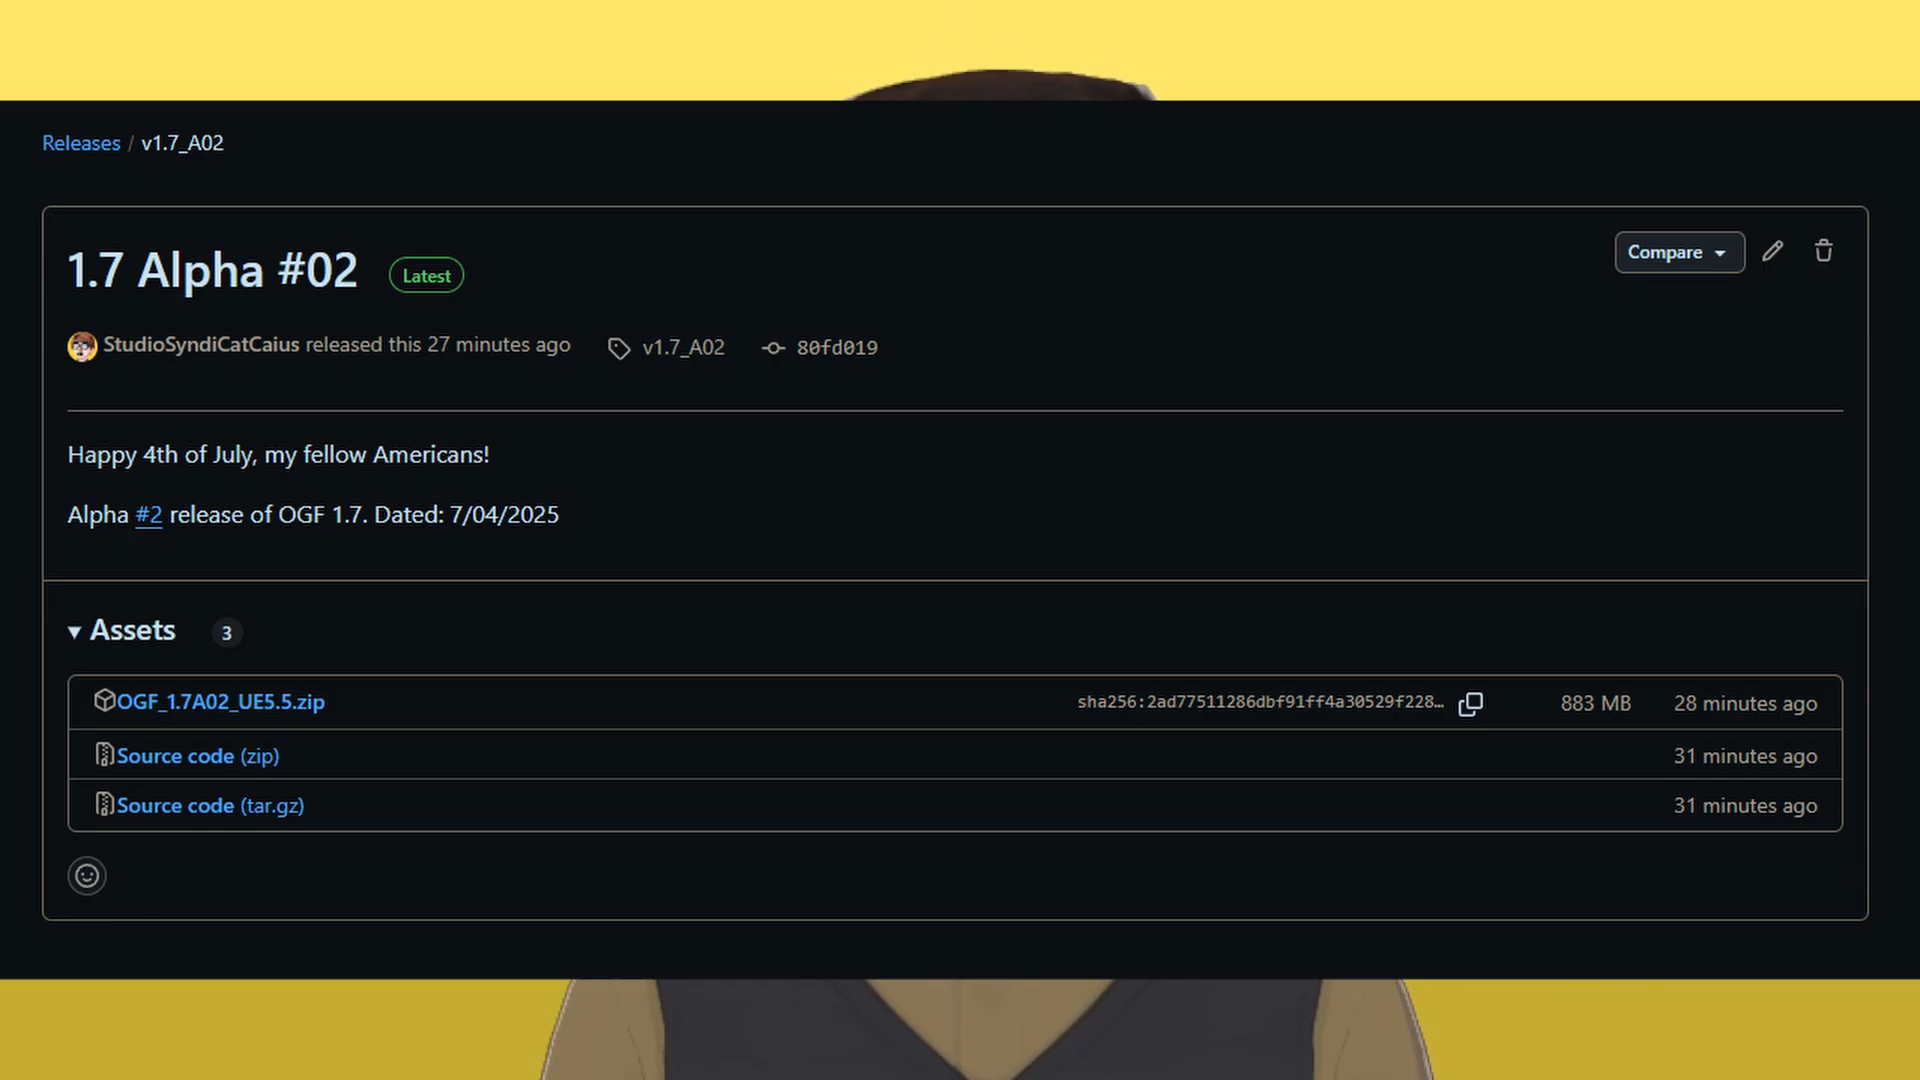 Releases / v1.7_A02
1.7 Alpha #02 Latest
Compare
StudioSyndiCatCaius released this 27 minutes ago v1.7_A02 80fd019
Happy 4th of July, my fellow Americans!
Alpha #2 release of OGF 1.7. Dated: 7/04/2025
Assets 3
OGF_1.7A02_UE5.5.zip sha256:2ad77511286dbf91ff4a30529f228… 883 MB 28 minutes ago
Source code (zip) 31 minutes ago
Source code (tar.gz) 31 minutes ago